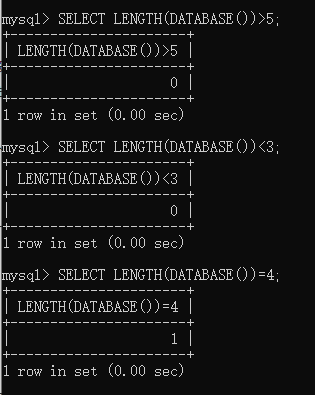 mysql> SELECT LENGTH(DATABASE())>5;
+----------------------+
| LENGTH(DATABASE())>5 |
+----------------------+
|                    0 |
+----------------------+
1 row in set (0.00 sec)

mysql> SELECT LENGTH(DATABASE())<3;
+----------------------+
| LENGTH(DATABASE())<3 |
+----------------------+
|                    0 |
+----------------------+
1 row in set (0.00 sec)

mysql> SELECT LENGTH(DATABASE())=4;
+----------------------+
| LENGTH(DATABASE())=4 |
+----------------------+
|                    1 |
+----------------------+
1 row in set (0.00 sec)